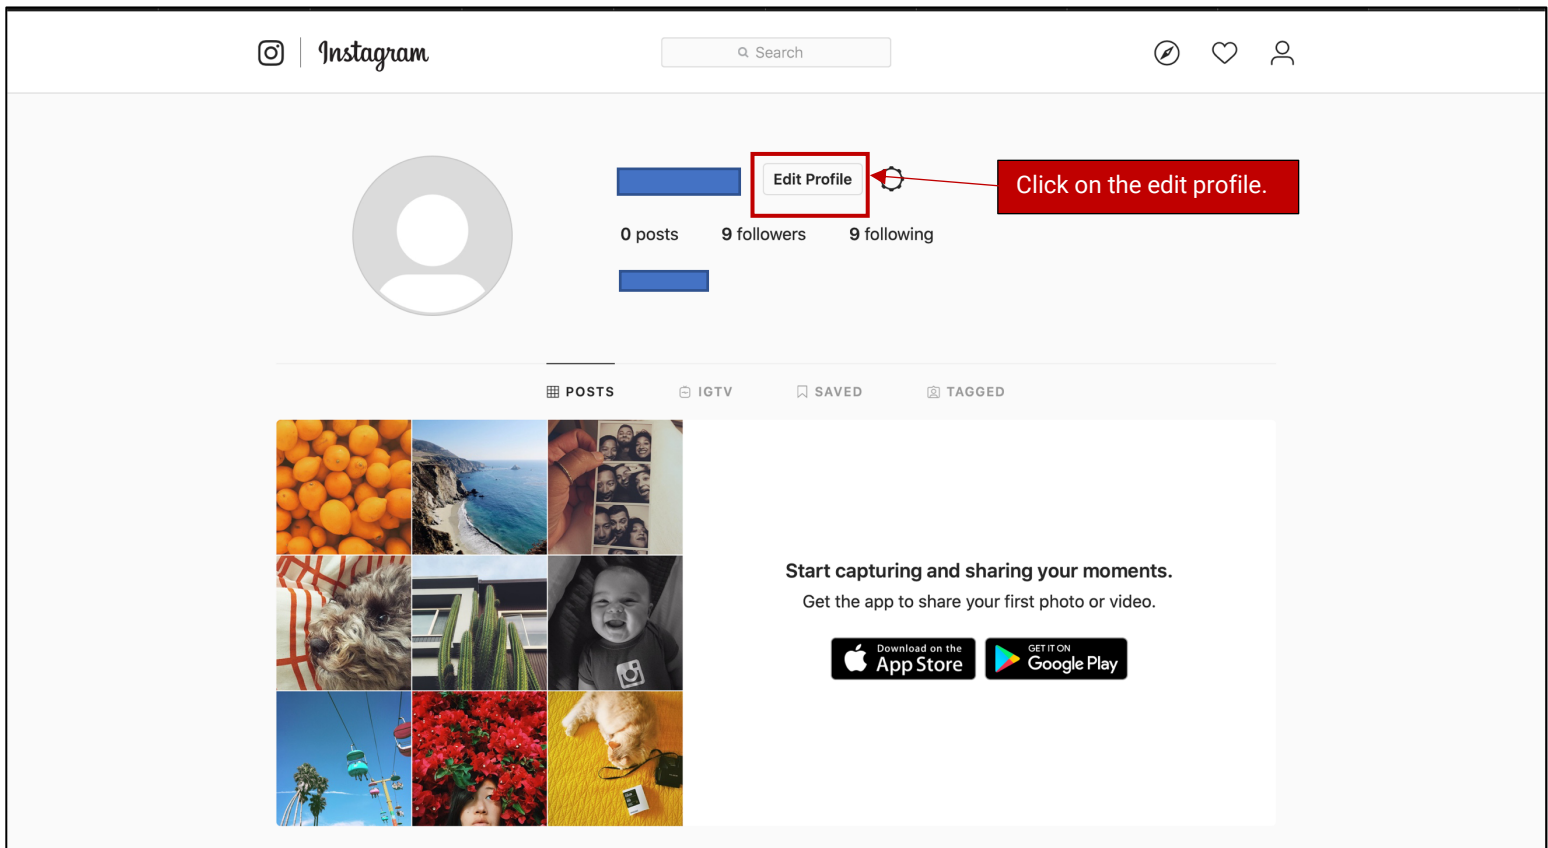 Instagram
Search
Edit Profile
Click on the edit profile.
0 posts 9 followers 9 following
POSTS IGTV SAVED TAGGED
Start capturing and sharing your moments.
Get the app to share your first photo or video.
Download on the
App Store
GET IT ON
Google Play